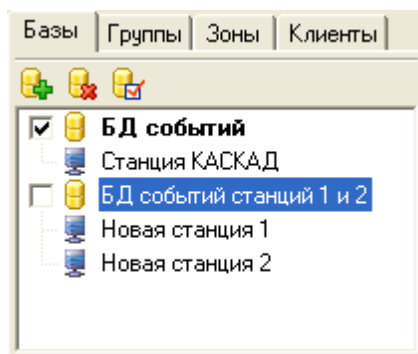 Базы Группы Зоны Клиенты
БД событий
Станция КАСКАД
БД событий станций 1 и 2
Новая станция 1
Новая станция 2